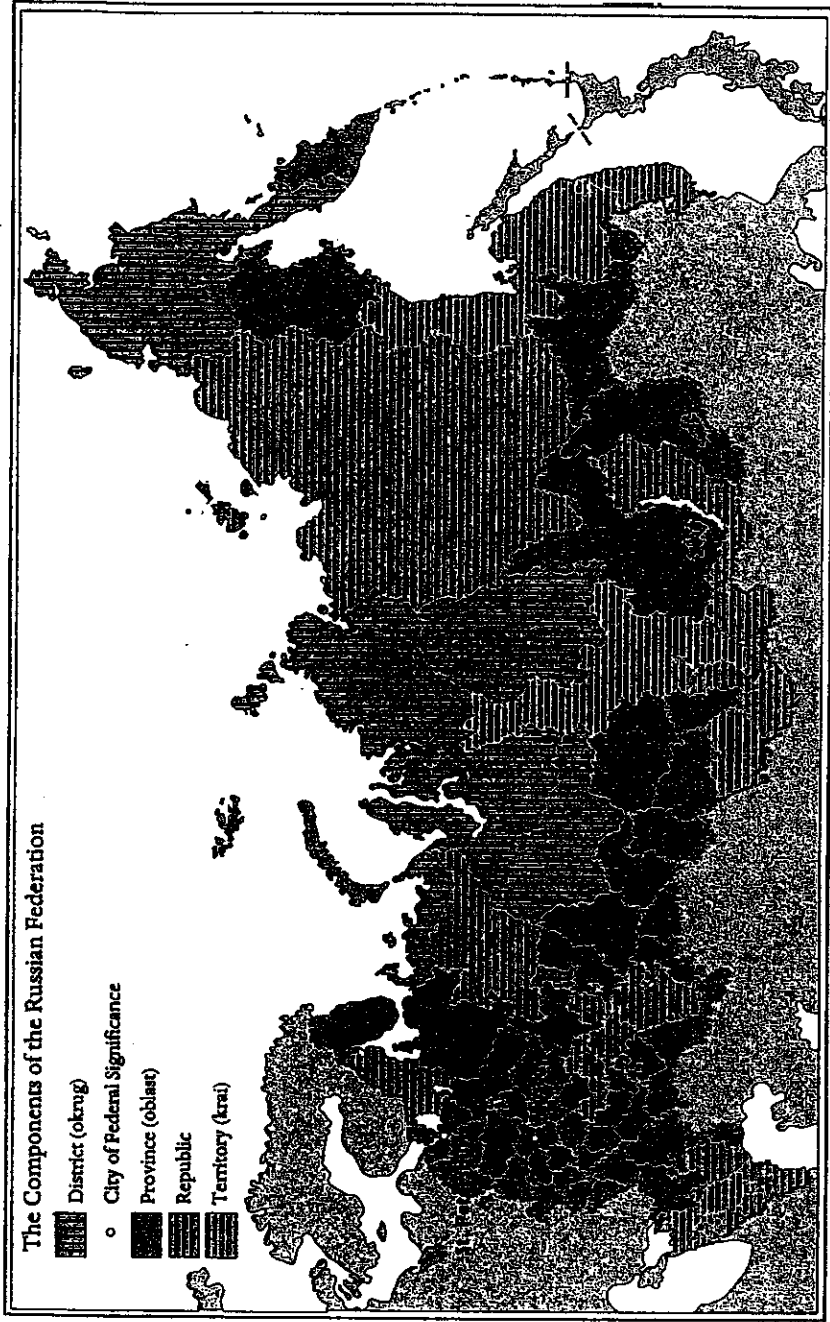 The Components of the Russian Federation
District (okrug)
City of Federal Significance
Province (oblast)
Republic
Territory (krai)